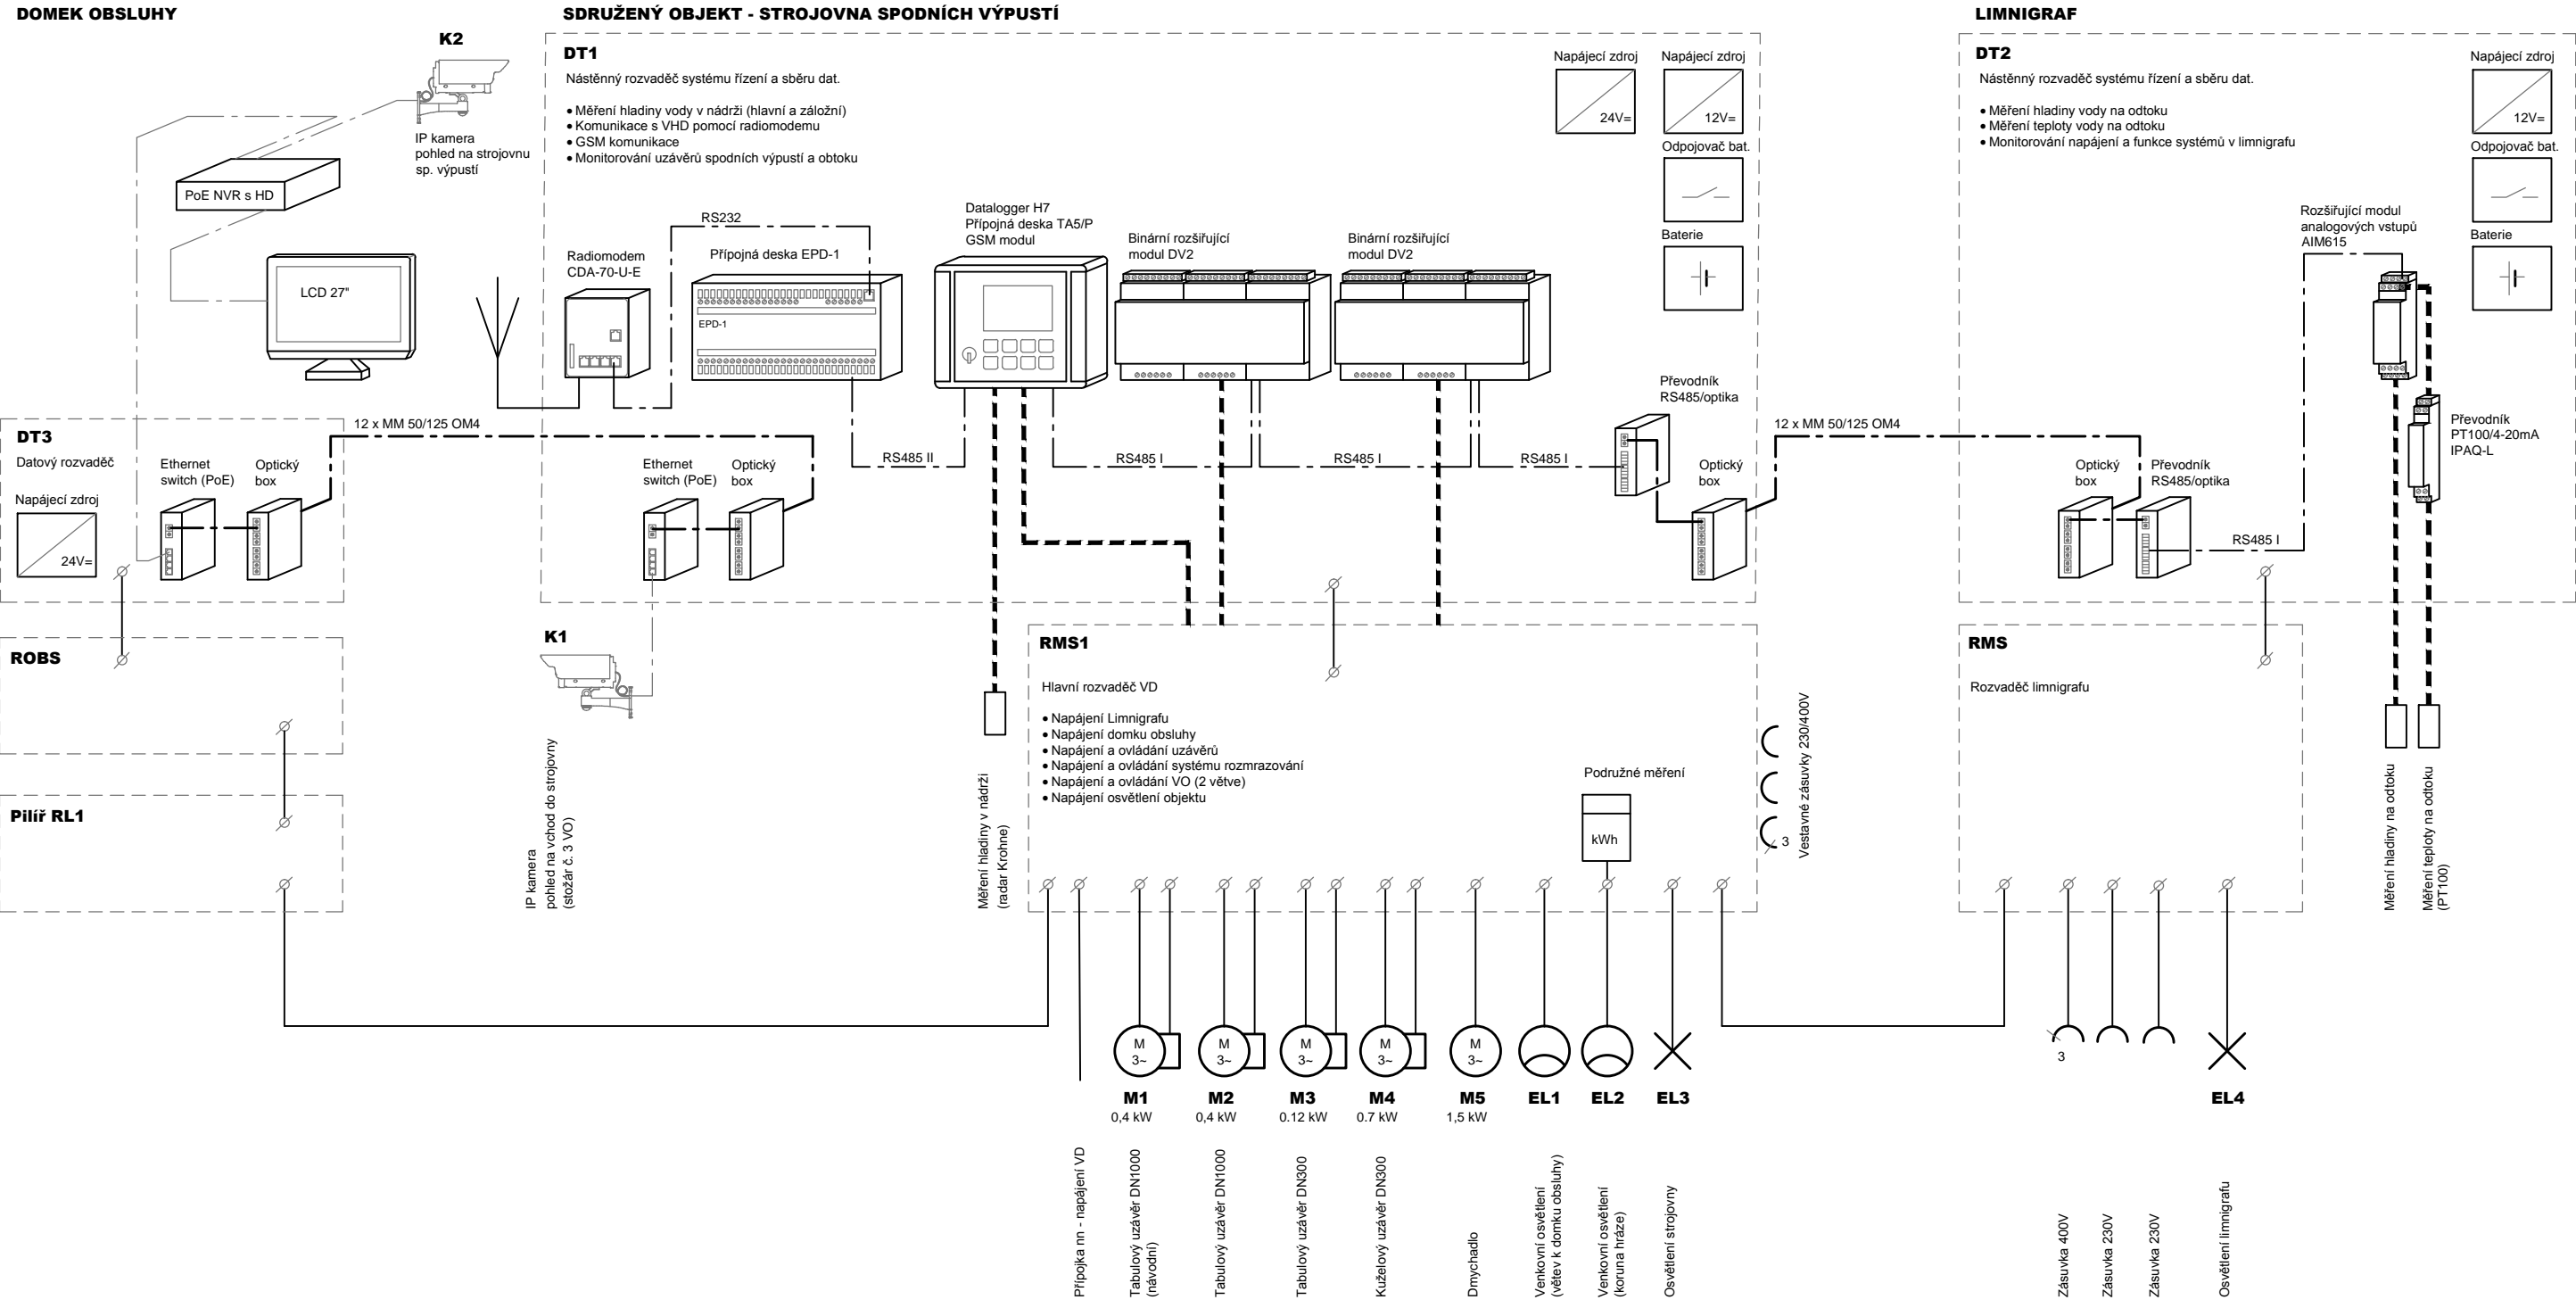 DOMEK OBSLUHY
K2
IP kamera
pohled na strojovnu
sp. výpustí
PoE NVR s HD
LCD 27"
DT3
Datový rozvaděč
Napájecí zdroj
24V=
Ethernet
switch (PoE)
Optický
box
12 x MM 50/125 OM4
ROBS
Pilíř RL1
SDRUŽENÝ OBJEKT - STROJOVNA SPODNÍCH VÝPUSTÍ
DT1
Nástěnný rozvaděč systému řízení a sběru dat.
• Měření hladiny vody v nádrži (hlavní a záložní)
• Komunikace s VHD pomocí radiomodemu
• GSM komunikace
• Monitorování uzávěrů spodních výpustí a obtoku
Napájecí zdroj
24V=
Napájecí zdroj
12V=
Odpojovač bat.
Baterie
Radiomodem
CDA-70-U-E
RS232
Přípojná deska EPD-1
EPD-1
Datalogger H7
Přípojná deska TA5/P
GSM modul
Binární rozšiřující
modul DV2
Binární rozšiřující
modul DV2
Převodník
RS485/optika
RS485 II
RS485 I
RS485 I
RS485 I
Ethernet
switch (PoE)
Optický
box
Optický
box
12 x MM 50/125 OM4
K1
IP kamera
pohled na vchod do strojovny
(stožár č. 3 VO)
Měření hladiny v nádrži
(radar Krohne)
RMS1
Hlavní rozvaděč VD
• Napájení Limnigrafu
• Napájení domku obsluhy
• Napájení a ovládání uzávěrů
• Napájení a ovládání systému rozmrazování
• Napájení a ovládání VO (2 větve)
• Napájení osvětlení objektu
Podružné měření
kWh
3
Vestavné zásuvky 230/400V
M
3~
M
3~
M
3~
M
3~
M
3~
M1
0,4 kW
M2
0,4 kW
M3
0.12 kW
M4
0.7 kW
M5
1,5 kW
EL1
EL2
EL3
Přípojka nn - napájení VD
Tabulový uzávěr DN1000
(návodní)
Tabulový uzávěr DN1000
Tabulový uzávěr DN300
Kuželový uzávěr DN300
Dmychadlo
Venkovní osvětlení
(větev k domku obsluhy)
Venkovní osvětlení
(koruna hráze)
Osvětlení strojovny
LIMNIGRAF
DT2
Nástěnný rozvaděč systému řízení a sběru dat.
• Měření hladiny vody na odtoku
• Měření teploty vody na odtoku
• Monitorování napájení a funkce systémů v limnigrafu
Napájecí zdroj
12V=
Odpojovač bat.
Baterie
Rozšiřující modul
analogových vstupů
AIM615
Převodník
PT100/4-20mA
IPAQ-L
Optický
box
Převodník
RS485/optika
RS485 I
RMS
Rozvaděč limnigrafu
Měření hladiny na odtoku
Měření teploty na odtoku
(PT100)
3
EL4
Zásuvka 400V
Zásuvka 230V
Zásuvka 230V
Osvětlení limnigrafu